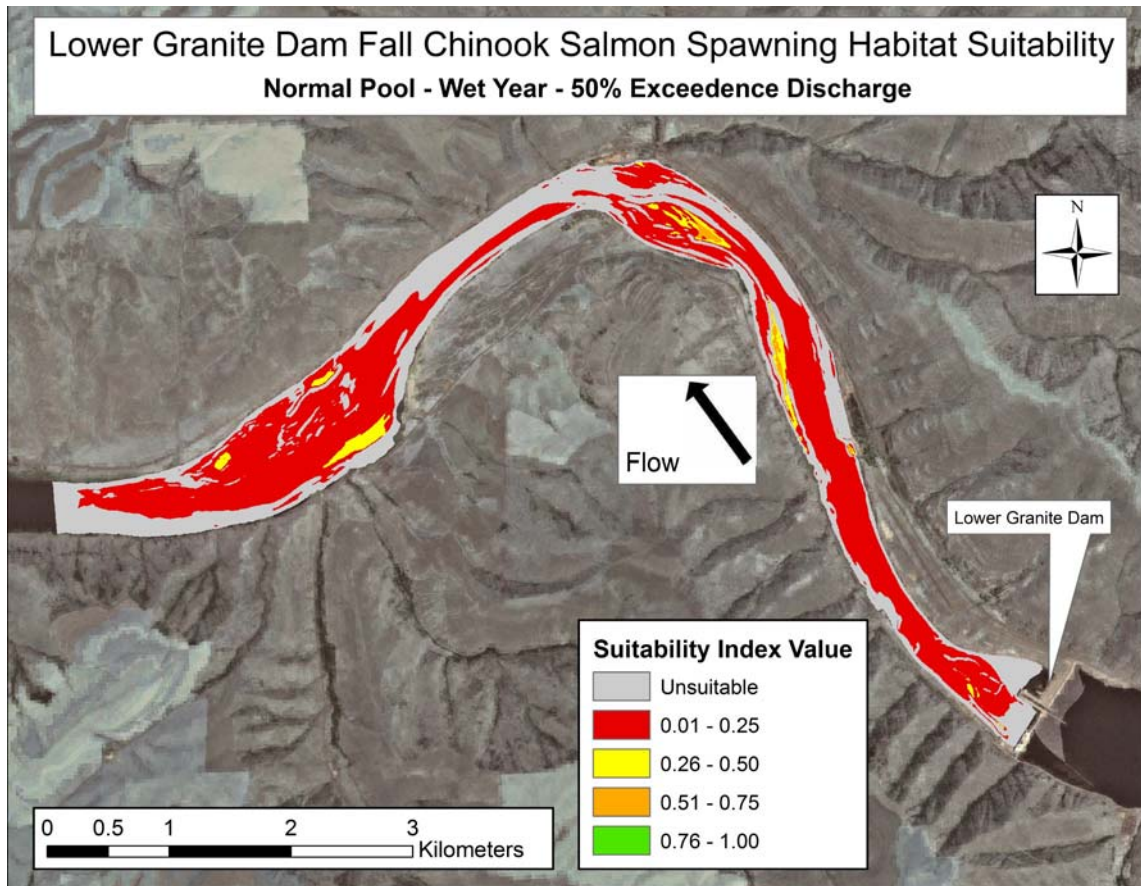 Lower Granite Dam Fall Chinook Salmon Spawning Habitat Suitability
Normal Pool - Wet Year - 50% Exceedence Discharge
N
Flow
Lower Granite Dam
Suitability Index Value
Unsuitable
0.01 - 0.25
0.26 - 0.50
0.51 - 0.75
0.76 - 1.00
0 0.5 1 2 3
Kilometers